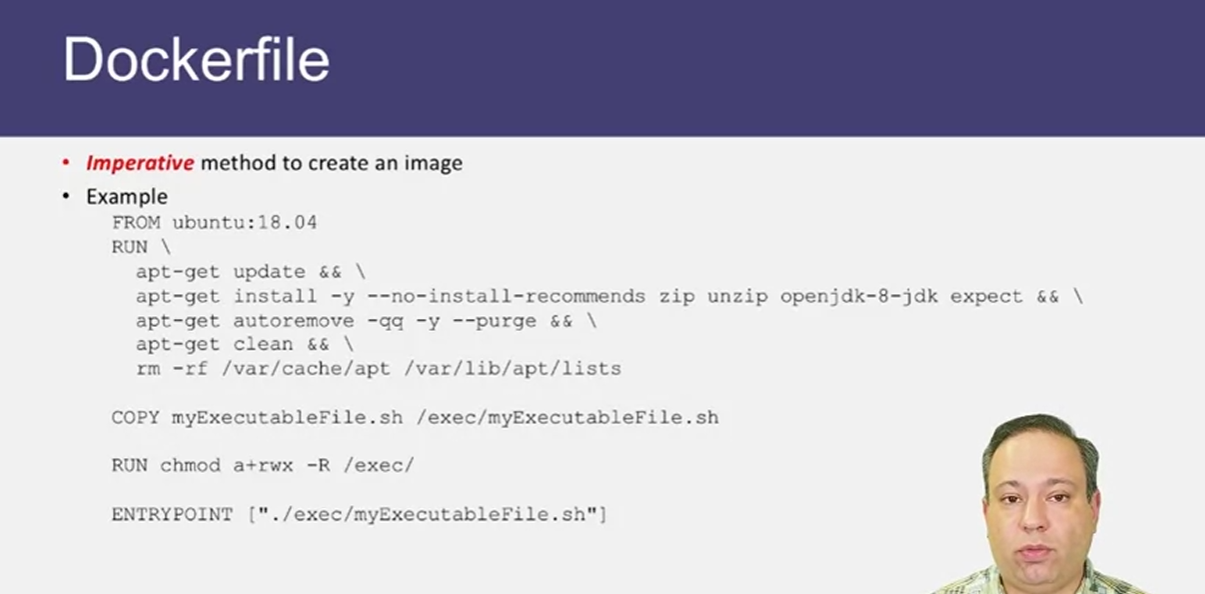 Dockerfile
• Imperative method to create an image
• Example
FROM ubuntu:18.04
RUN \
apt-get update && \
apt-get install -y --no-install-recommends zip unzip openjdk-8-jdk expect && \
apt-get autoremove -qq -y --purge && \
apt-get clean && \
rm -rf /var/cache/apt /var/lib/apt/lists
COPY myExecutableFile.sh /exec/myExecutableFile.sh
RUN chmod a+rwx -R /exec/
ENTRYPOINT ["./exec/myExecutableFile.sh"]